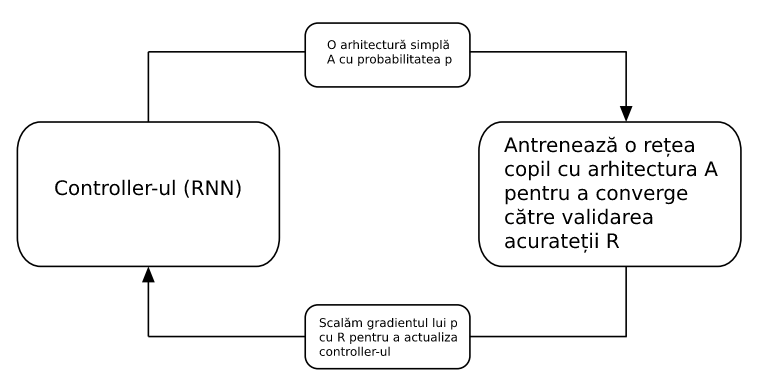 O arhitectură simplă
A cu probabilitatea p
Controller-ul (RNN)
Antrenează o rețea
copil cu arhitectura A
pentru a converge
către validarea
acurateții R
Scalăm gradientul lui p
cu R pentru a actualiza
controller-ul